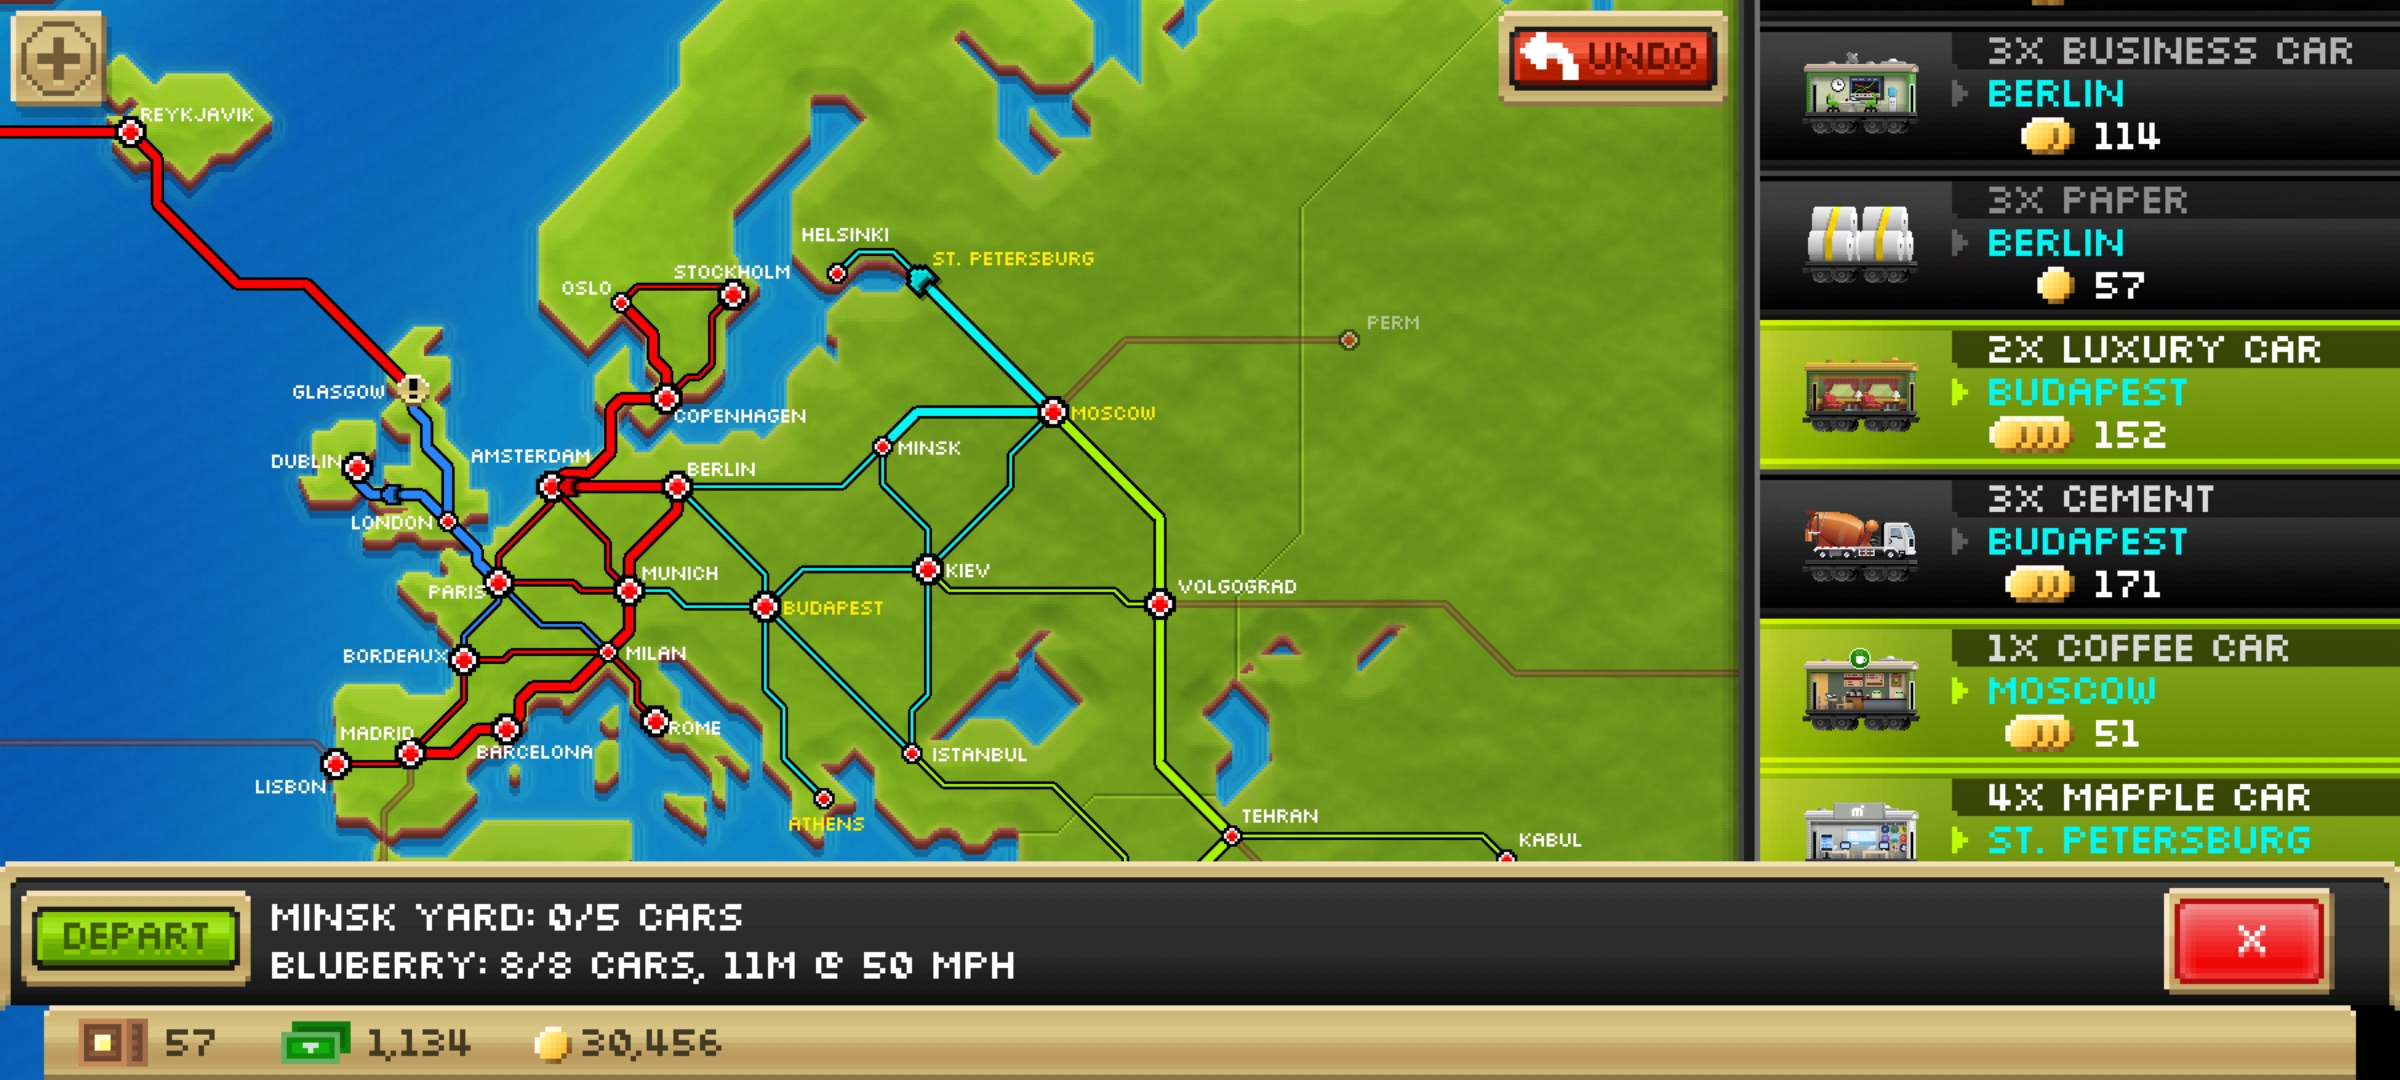 UNDO
REYKJAVIK
HELSINKI
ST. PETERSBURG
STOCKHOLM
OSLO
PERM
GLASGOW
COPENHAGEN
MOSCOW
MINSK
AMSTERDAM
DUBLIN
BERLIN
LONDON
MUNICH
KIEV
PARIS
BUDAPEST
VOLGOGRAD
BORDEAUX
MILAN
MADRID
ROME
BARCELONA
ISTANBUL
LISBON
ATHENS
TEHRAN
KABUL
3X BUSINESS CAR
BERLIN
114
3X PAPER
BERLIN
57
2X LUXURY CAR
BUDAPEST
152
3X CEMENT
BUDAPEST
171
1X COFFEE CAR
MOSCOW
51
4X MAPPLE CAR
ST. PETERSBURG
DEPART
MINSK YARD: 0/5 CARS
BLUBERRY: 8/8 CARS, 11M @ 50 MPH
X
57
1,134
30,456